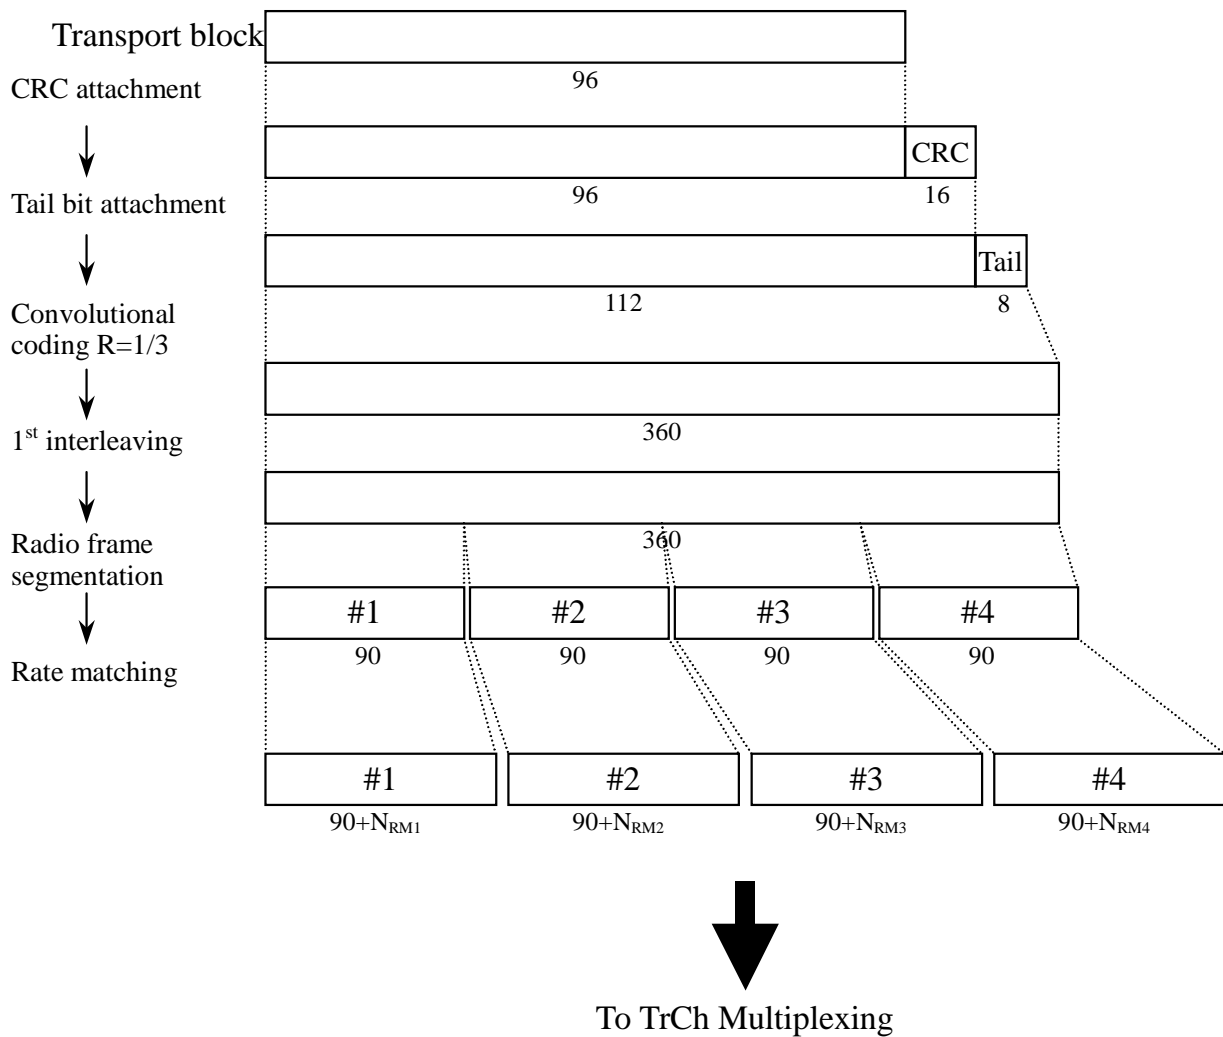 Transport block
96
CRC attachment
CRC
96 16
Tail bit attachment
Tail
112 8
Convolutional
coding R=1/3
360
1st interleaving
360
Radio frame
segmentation
#1 #2 #3 #4
90 90 90 90
Rate matching
#1 #2 #3 #4
90+NRM1 90+NRM2 90+NRM3 90+NRM4
To TrCh Multiplexing